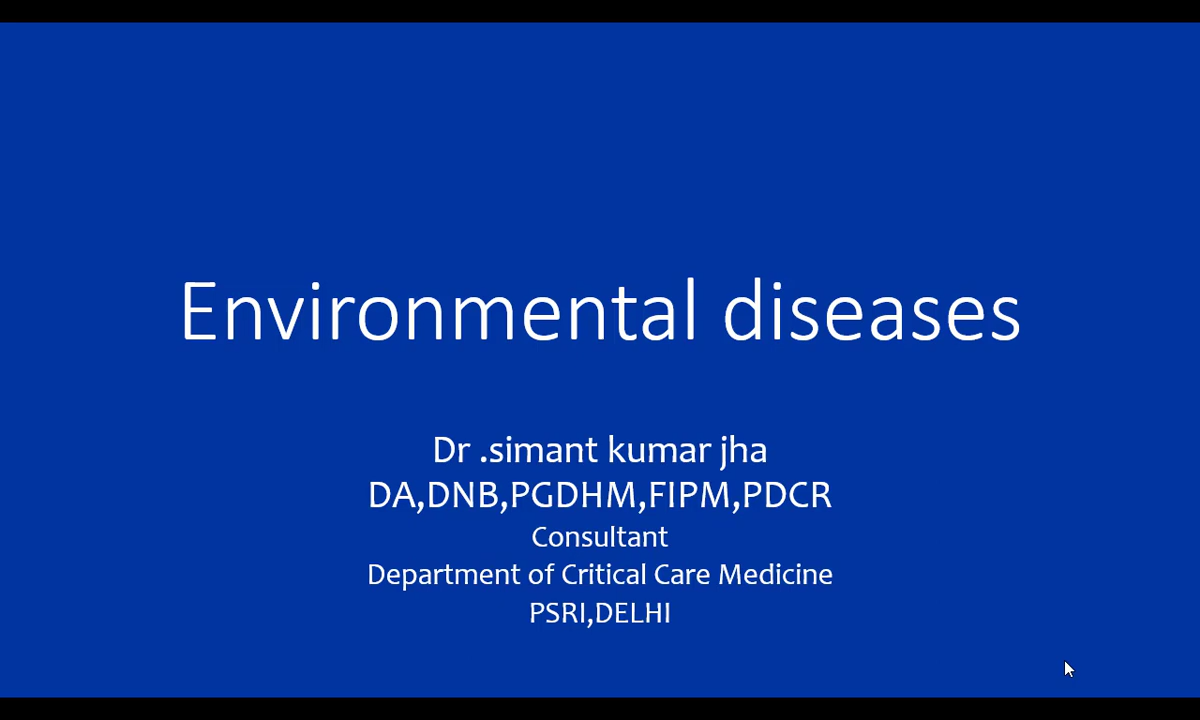 Environmental diseases
Dr .simant kumar jha
DA,DNB,PGDHM,FIPM,PDCR
Consultant
Department of Critical Care Medicine
PSRI,DELHI